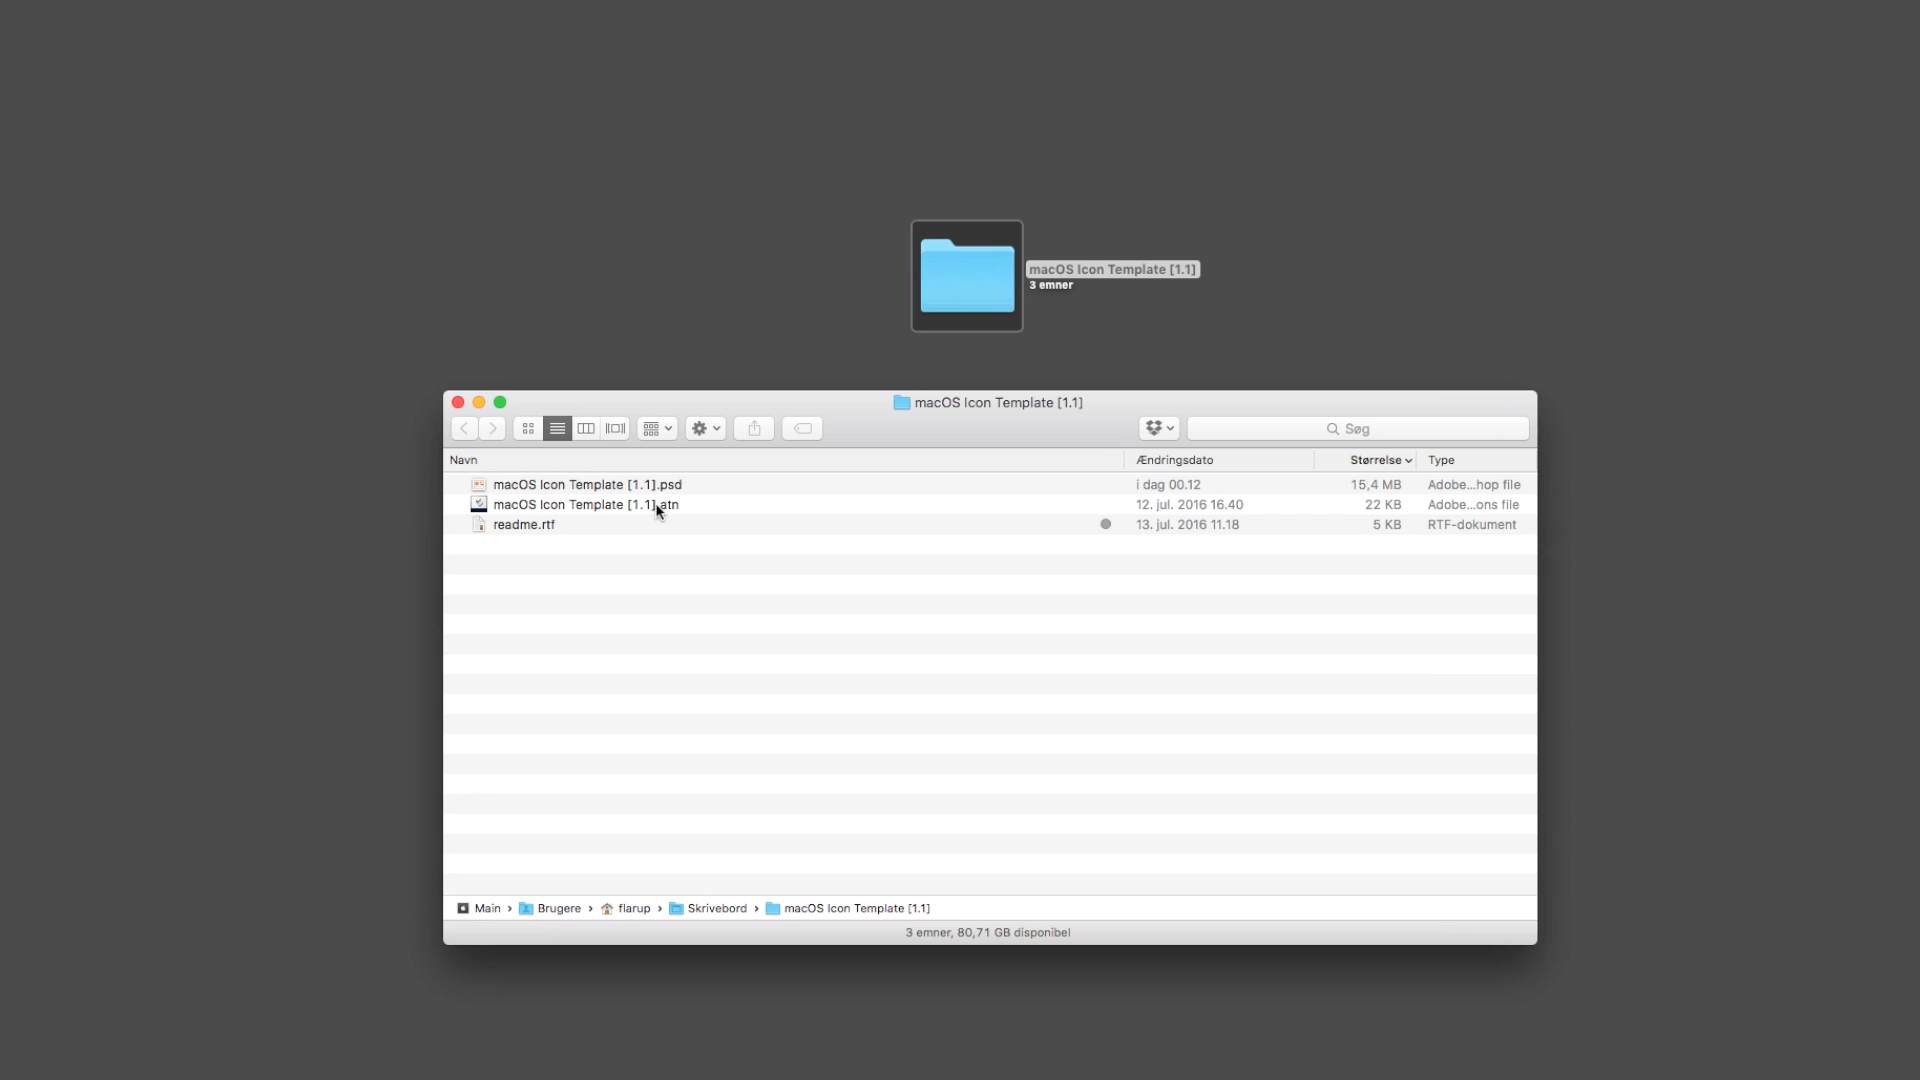 macOS Icon Template [1.1]
3 emner
macOS Icon Template [1.1]
Søg
Navn Ændringsdato Størrelse Type
macOS Icon Template [1.1].psd i dag 00.12 15,4 MB Adobe...hop file
macOS Icon Template [1.1].atn 12. jul. 2016 16.40 22 KB Adobe...ons file
readme.rtf 13. jul. 2016 11.18 5 KB RTF-dokument
Main › Brugere › flarup › Skrivebord › macOS Icon Template [1.1]
3 emner, 80,71 GB disponibel